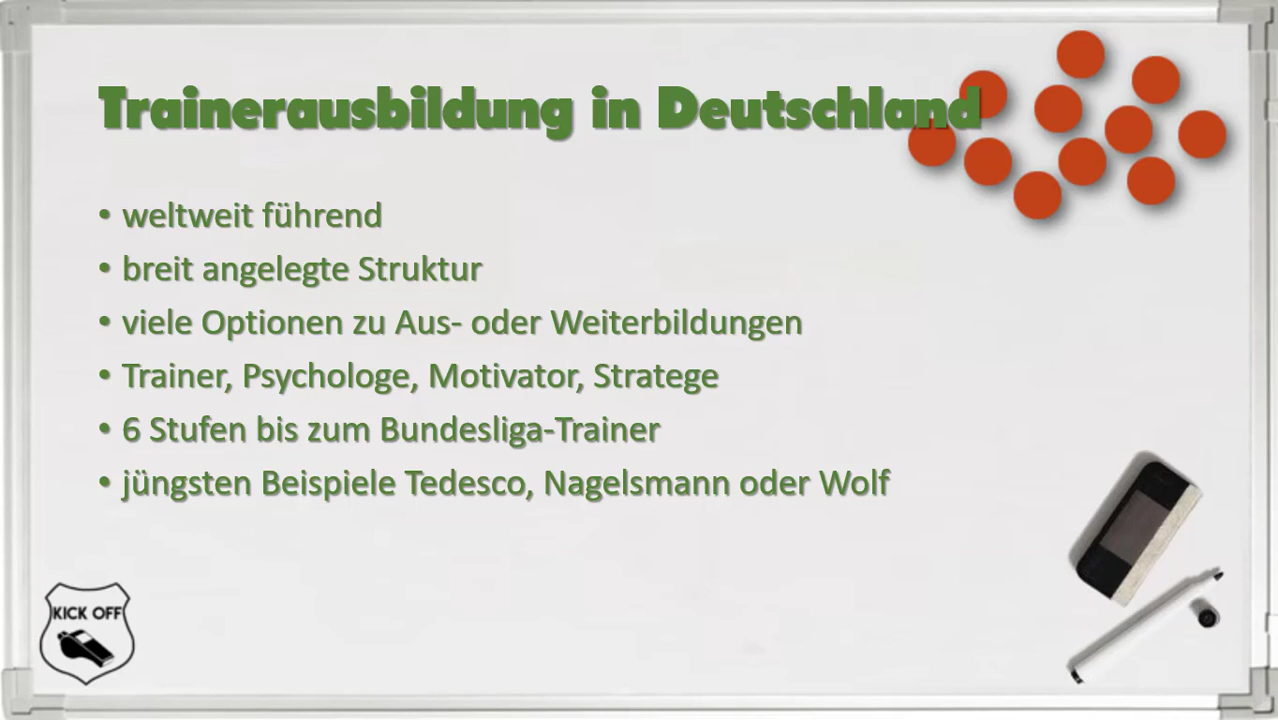 Trainerausbildung in Deutschland
• weltweit führend
• breit angelegte Struktur
• viele Optionen zu Aus- oder Weiterbildungen
• Trainer, Psychologe, Motivator, Stratege
• 6 Stufen bis zum Bundesliga-Trainer
• jüngsten Beispiele Tedesco, Nagelsmann oder Wolf
KICK OFF